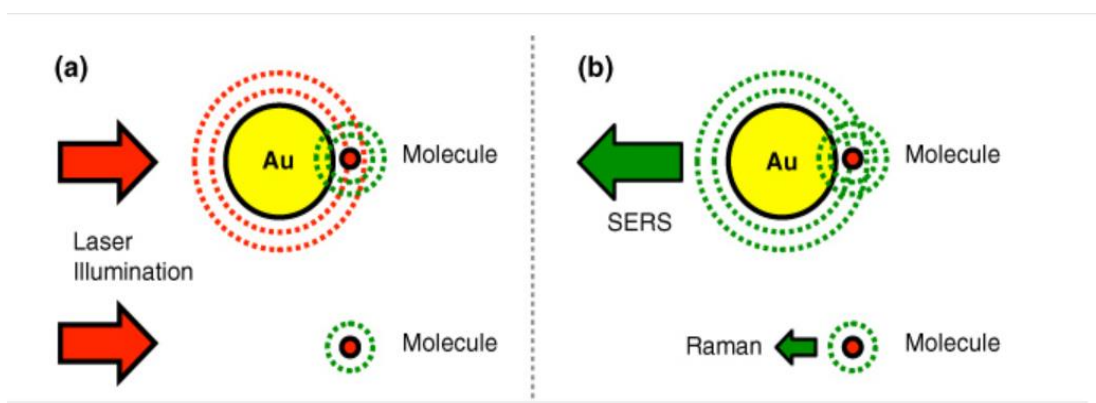 (a)
Au
Molecule
Laser
Illumination
Molecule
(b)
Au
Molecule
SERS
Raman
Molecule